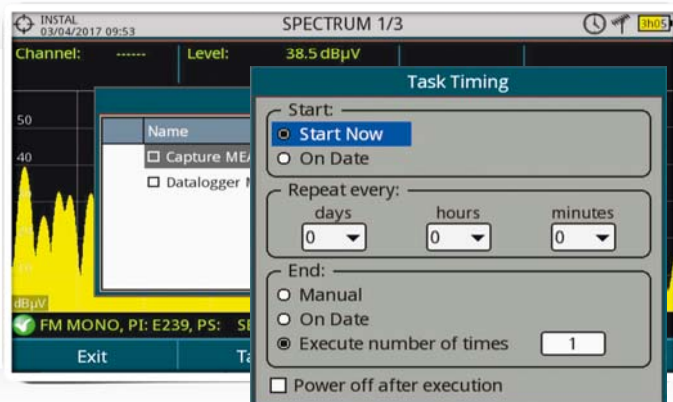 INSTAL
03/04/2017 09:53
SPECTRUM 1/3
3h05
Channel: ------ Level: 38.5 dBµV
Task Timing
Start:
Start Now
On Date
Repeat every:
days hours minutes
0 0 0
End:
Manual
On Date
Execute number of times 1
Power off after execution
Name
Capture
Datalogger
50
40
10
dBµV
FM MONO, PI: E239, PS:
Exit